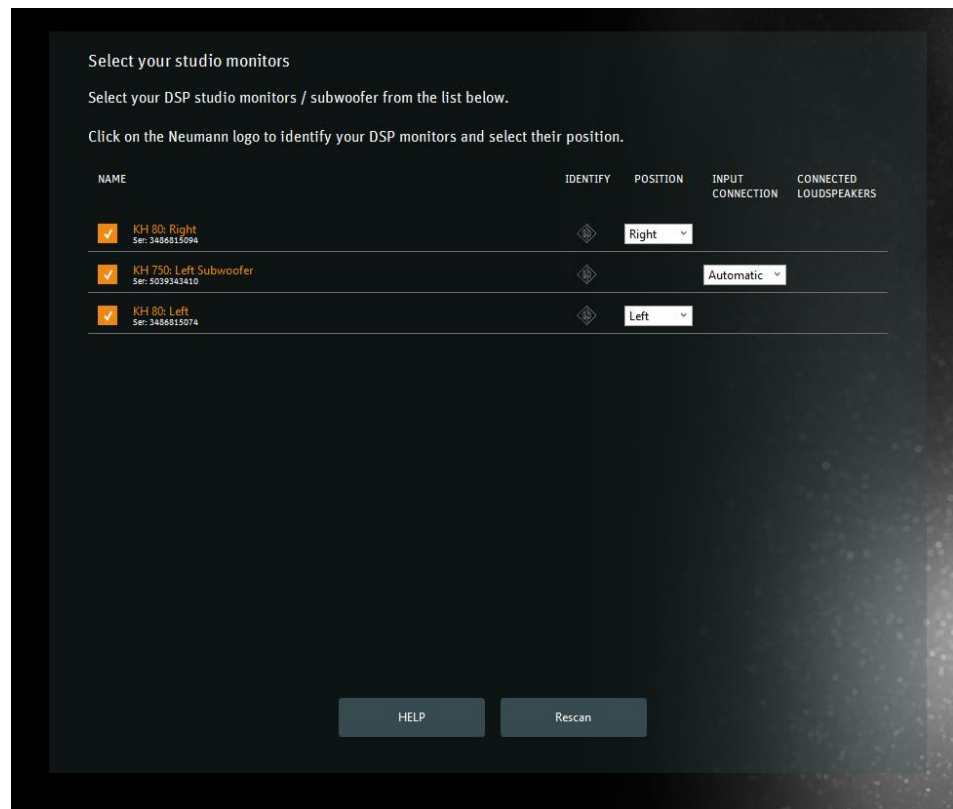 Select your studio monitors
Select your DSP studio monitors / subwoofer from the list below.
Click on the Neumann logo to identify your DSP monitors and select their position.
NAME IDENTIFY POSITION INPUT CONNECTION CONNECTED LOUDSPEAKERS
KH 80: Right Right
Ser: 3486815094
KH 750: Left Subwoofer Automatic
Ser: 5039343410
KH 80: Left Left
Ser: 3486815074
HELP Rescan